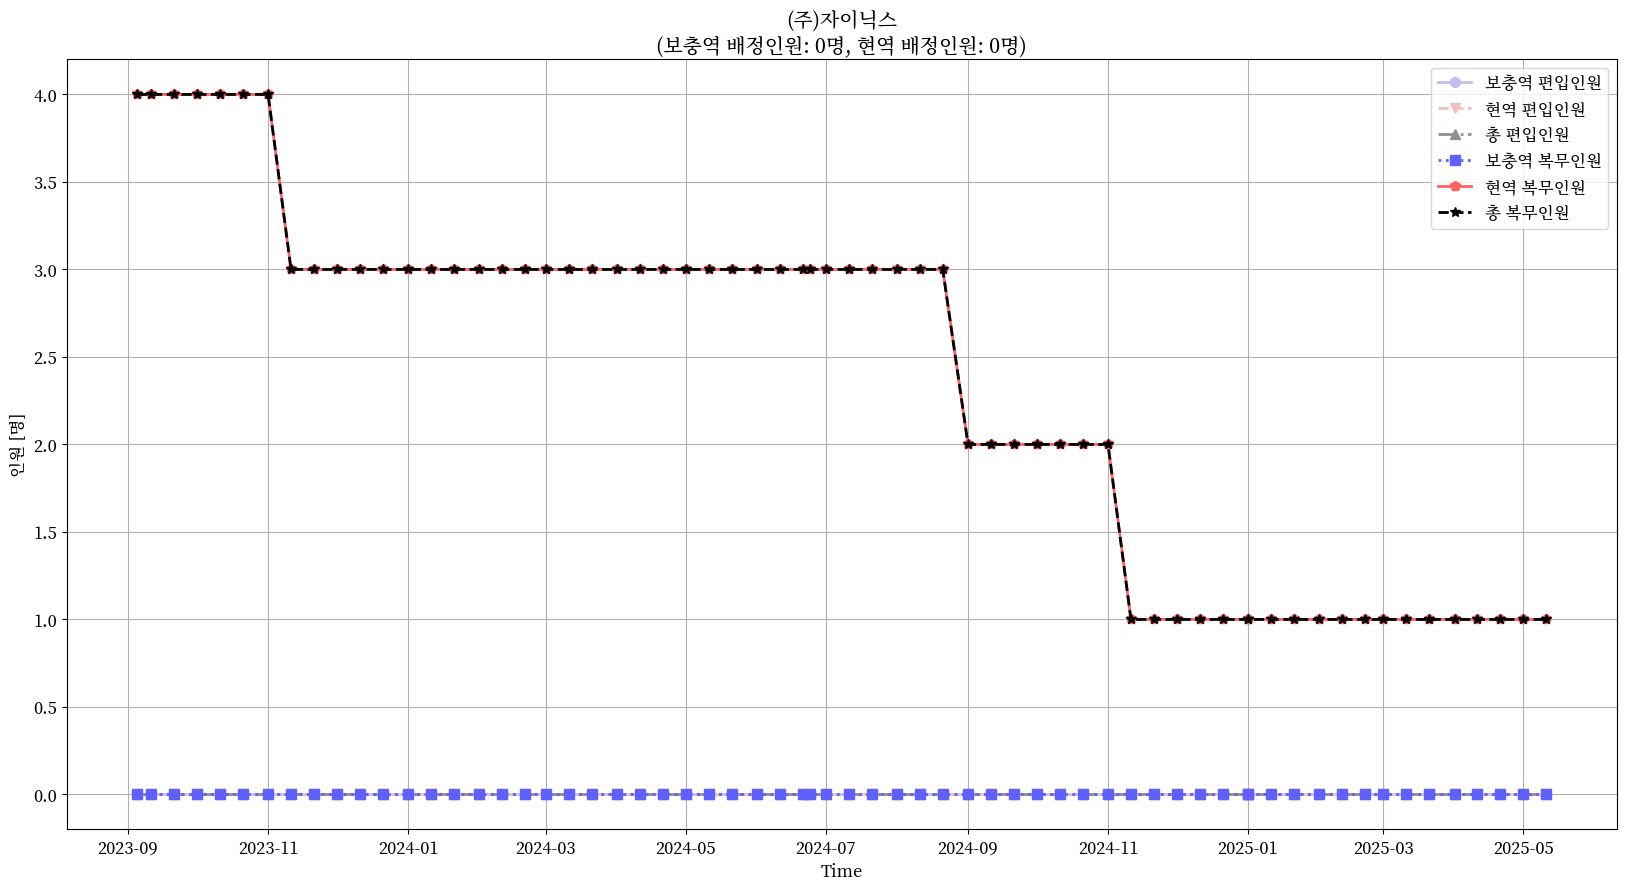 (주)자이닉스
(보충역 배정인원: 0명, 현역 배정인원: 0명)
보충역 편입인원
현역 편입인원
총 편입인원
보충역 복무인원
현역 복무인원
총 복무인원
인원 [명]
4.0
3.5
3.0
2.5
2.0
1.5
1.0
0.5
0.0
2023-09 2023-11 2024-01 2024-03 2024-05 2024-07 2024-09 2024-11 2025-01 2025-03 2025-05
Time